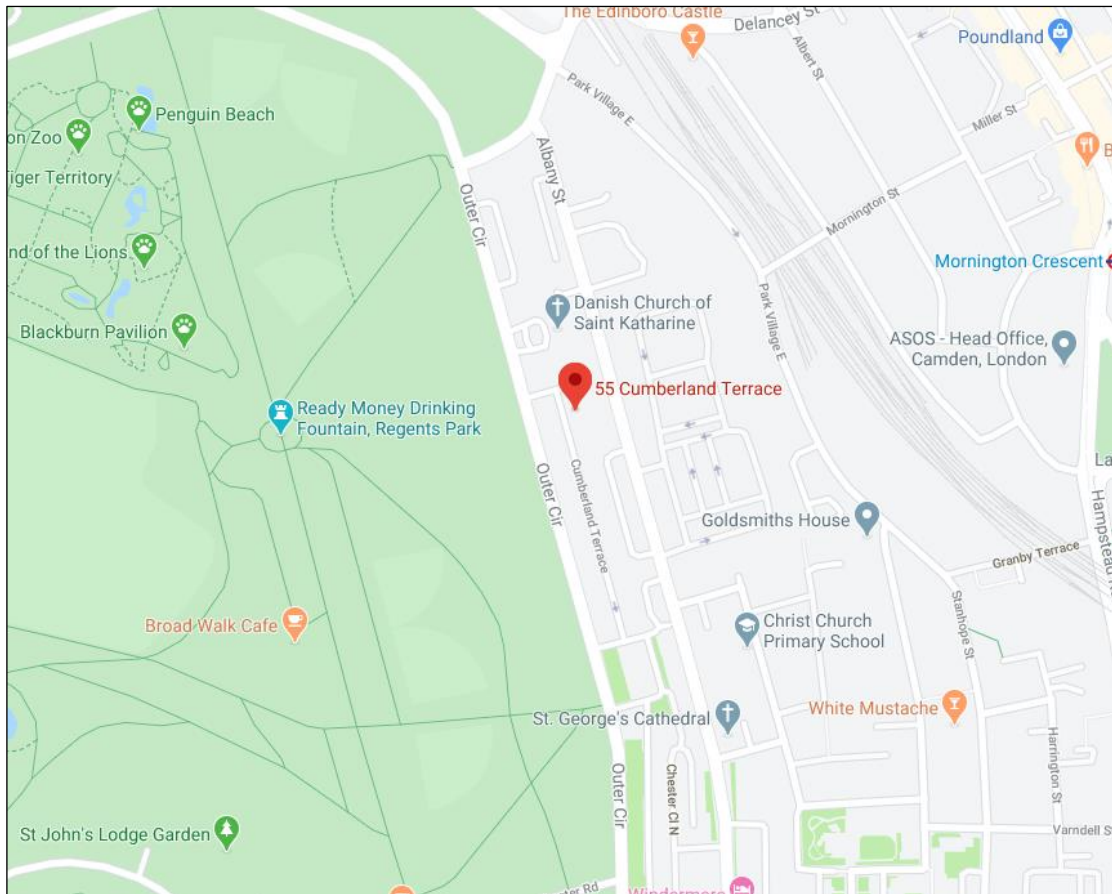 The Edinboro Castle
Delancey St
Poundland
Albert St
Park Village E
Penguin Beach
on Zoo
Tiger Territory
Miller St
Albany St
Outer Cir
B
Mornington St
nd of the Lions
Mornington Crescent
Park Village E
Danish Church of
Saint Katharine
Blackburn Pavilion
ASOS - Head Office,
Camden, London
55 Cumberland Terrace
Ready Money Drinking
Fountain, Regents Park
La
Outer Cir
Cumberland Terrace
Goldsmiths House
Hampstead
Granby Terrace
Stanhope St
Broad Walk Cafe
Christ Church
Primary School
White Mustache
St. George's Cathedral
Harrington St
Outer Cir
Chester Cl N
St John's Lodge Garden
Varndell S
ter Rd
Windermere